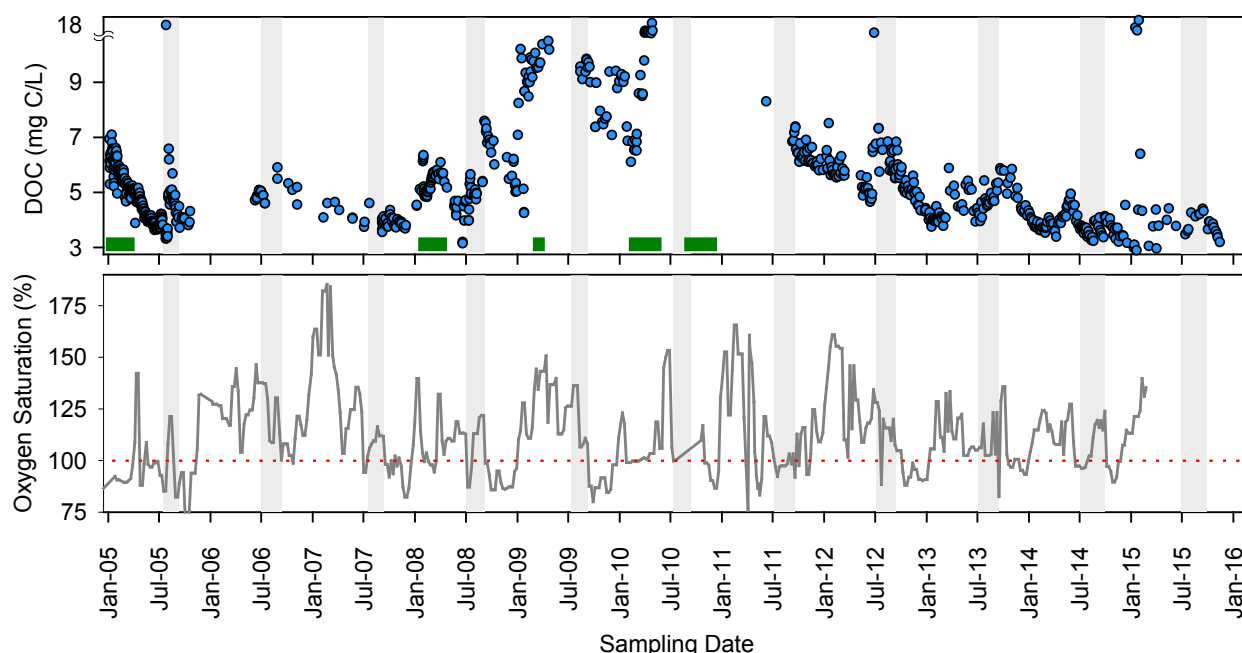 18
9
7
5
3
DOC (mg C/L)
175
150
125
100
75
Oxygen Saturation (%)
Jan-05
Jul-05
Jan-06
Jul-06
Jan-07
Jul-07
Jan-08
Jul-08
Jan-09
Jul-09
Jan-10
Jul-10
Jan-11
Jul-11
Jan-12
Jul-12
Jan-13
Jul-13
Jan-14
Jul-14
Jan-15
Jul-15
Jan-16
Sampling Date